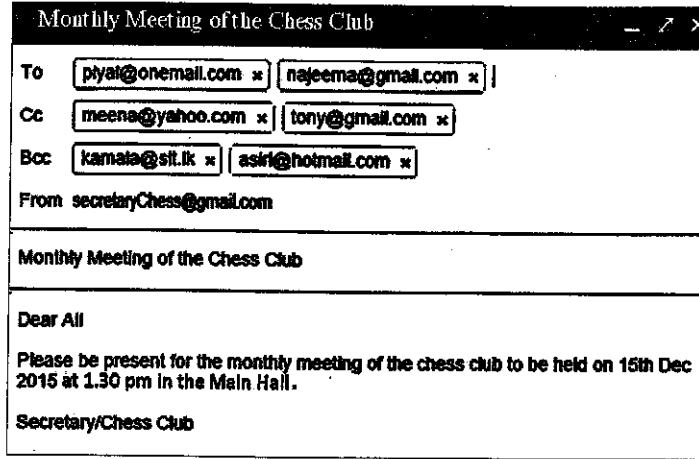 Monthly Meeting of the Chess Club
To piyal@onemail.com × najeema@gmail.com ×
Cc meena@yahoo.com × tony@gmail.com ×
Bcc kamala@slt.lk × asiri@hotmail.com ×
From secretaryChess@gmail.com
Monthly Meeting of the Chess Club
Dear All
Please be present for the monthly meeting of the chess club to be held on 15th Dec
2015 at 1.30 pm in the Main Hall.
Secretary/Chess Club